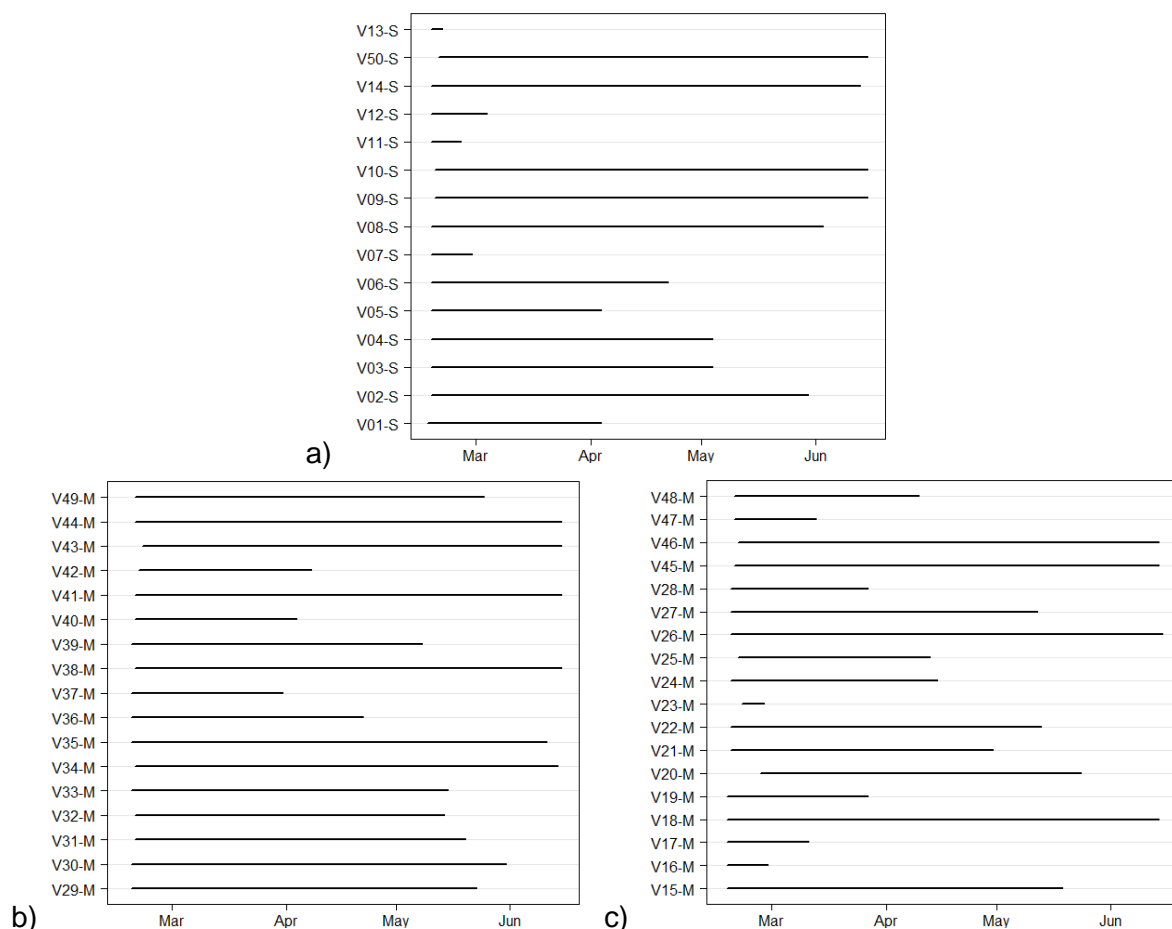 V13-S
V50-S
V14-S
V12-S
V11-S
V10-S
V09-S
V08-S
V07-S
V06-S
V05-S
V04-S
V03-S
V02-S
V01-S
Mar Apr May Jun
a)
V49-M
V44-M
V43-M
V42-M
V41-M
V40-M
V39-M
V38-M
V37-M
V36-M
V35-M
V34-M
V33-M
V32-M
V31-M
V30-M
V29-M
Mar Apr May Jun
b)
V48-M
V47-M
V46-M
V45-M
V28-M
V27-M
V26-M
V25-M
V24-M
V23-M
V22-M
V21-M
V20-M
V19-M
V18-M
V17-M
V16-M
V15-M
Mar Apr May Jun
c)